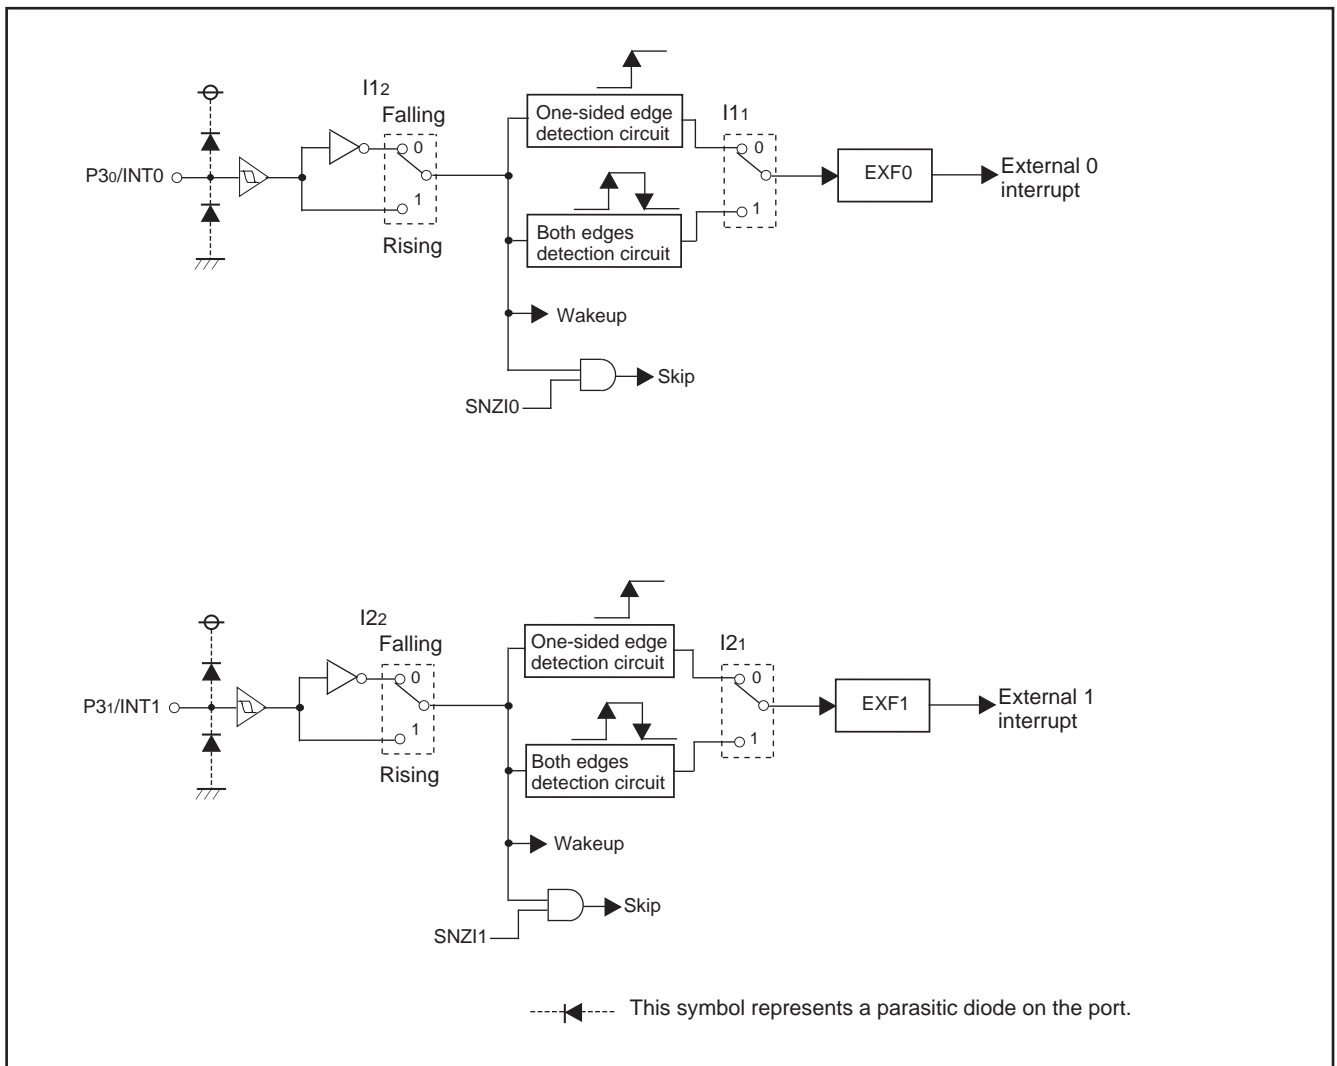 I12
Falling
0
1
Rising
P30/INT0
One-sided edge
detection circuit
Both edges
detection circuit
I11
0
1
EXF0
External 0
interrupt
Wakeup
Skip
SNZI0
I22
Falling
0
1
Rising
P31/INT1
One-sided edge
detection circuit
Both edges
detection circuit
I21
0
1
EXF1
External 1
interrupt
Wakeup
Skip
SNZI1
This symbol represents a parasitic diode on the port.